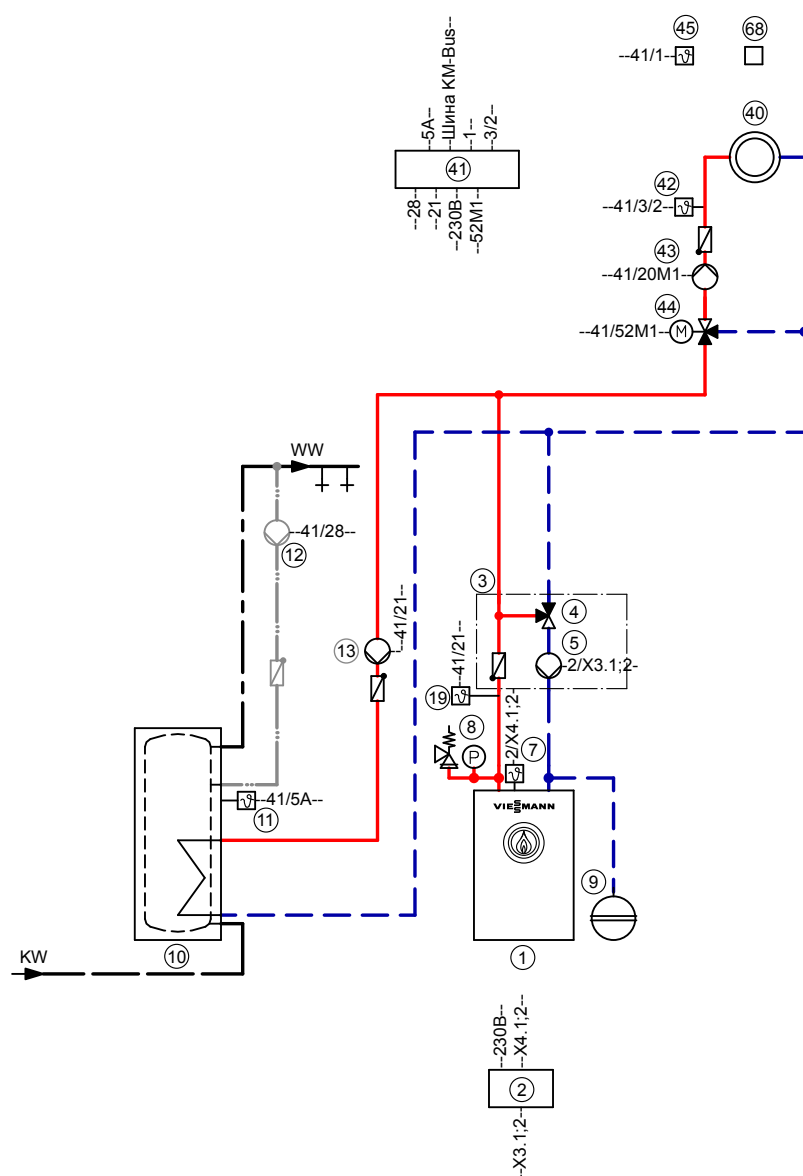 45
68
--41/1--
40
--5A--
Шина KM-Bus--
1--
3/2--
41
--28--
--21--
--230В--
--52M1--
42
--41/3/2--
43
--41/20M1--
44
--41/52M1--
M
WW
--41/28--
12
3
4
5
-2/X3.1;2-
13
--41/21--
--41/21--
19
8
P
-2/X4.1;2-
7
--41/5A--
11
VIESSMANN
9
10
1
KW
--230В--
--X4.1;2--
2
--X3.1;2--